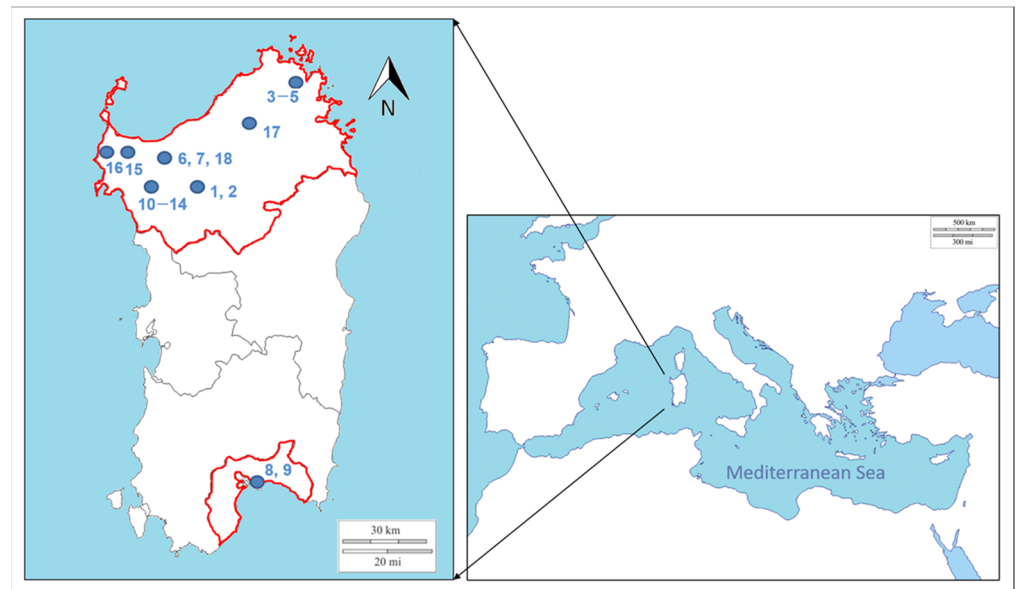 N
3–5
17
6, 7, 18
16
15
1, 2
10–14
8, 9
30 km
20 mi
500 km
300 mi
Mediterranean Sea